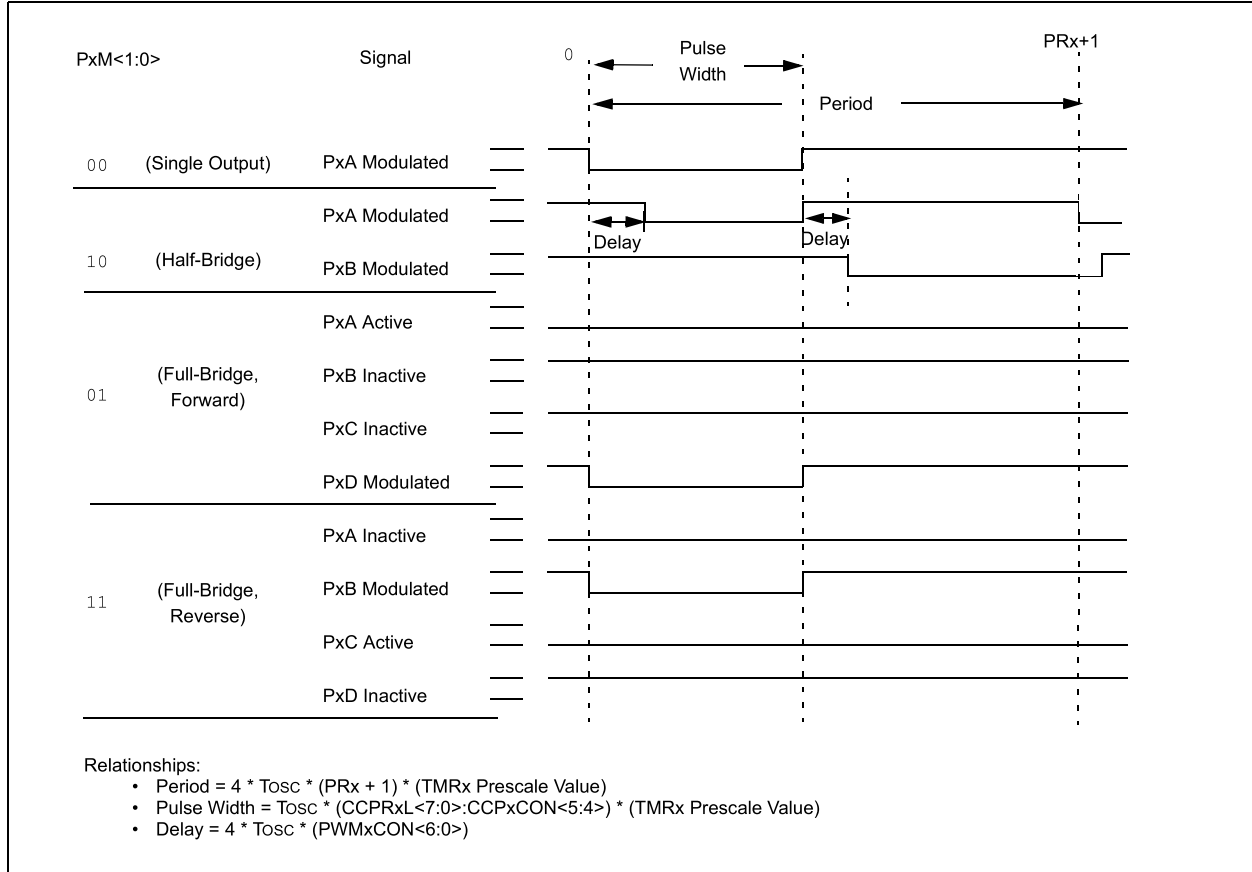 PxM<1:0>
Signal
0
Pulse
Width
PRx+1
Period
00
(Single Output)
PxA Modulated
PxA Modulated
Delay
Delay
10
(Half-Bridge)
PxB Modulated
PxA Active
(Full-Bridge,
Forward)
PxB Inactive
01
PxC Inactive
PxD Modulated
PxA Inactive
(Full-Bridge,
Reverse)
PxB Modulated
11
PxC Active
PxD Inactive
Relationships:
• Period = 4 * TOSC * (PRx + 1) * (TMRx Prescale Value)
• Pulse Width = TOSC * (CCPRxL<7:0>:CCPxCON<5:4>) * (TMRx Prescale Value)
• Delay = 4 * TOSC * (PWMxCON<6:0>)